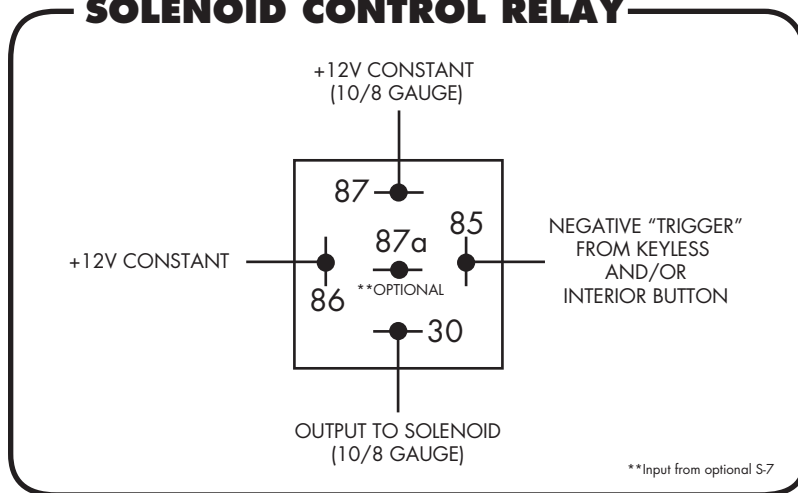 SOLENOID CONTROL RELAY
+12V CONSTANT
(10/8 GAUGE)
87
85
87a
**OPTIONAL
+12V CONSTANT
86
NEGATIVE “TRIGGER”
FROM KEYLESS
AND/OR
INTERIOR BUTTON
30
OUTPUT TO SOLENOID
(10/8 GAUGE)
**Input from optional S-7